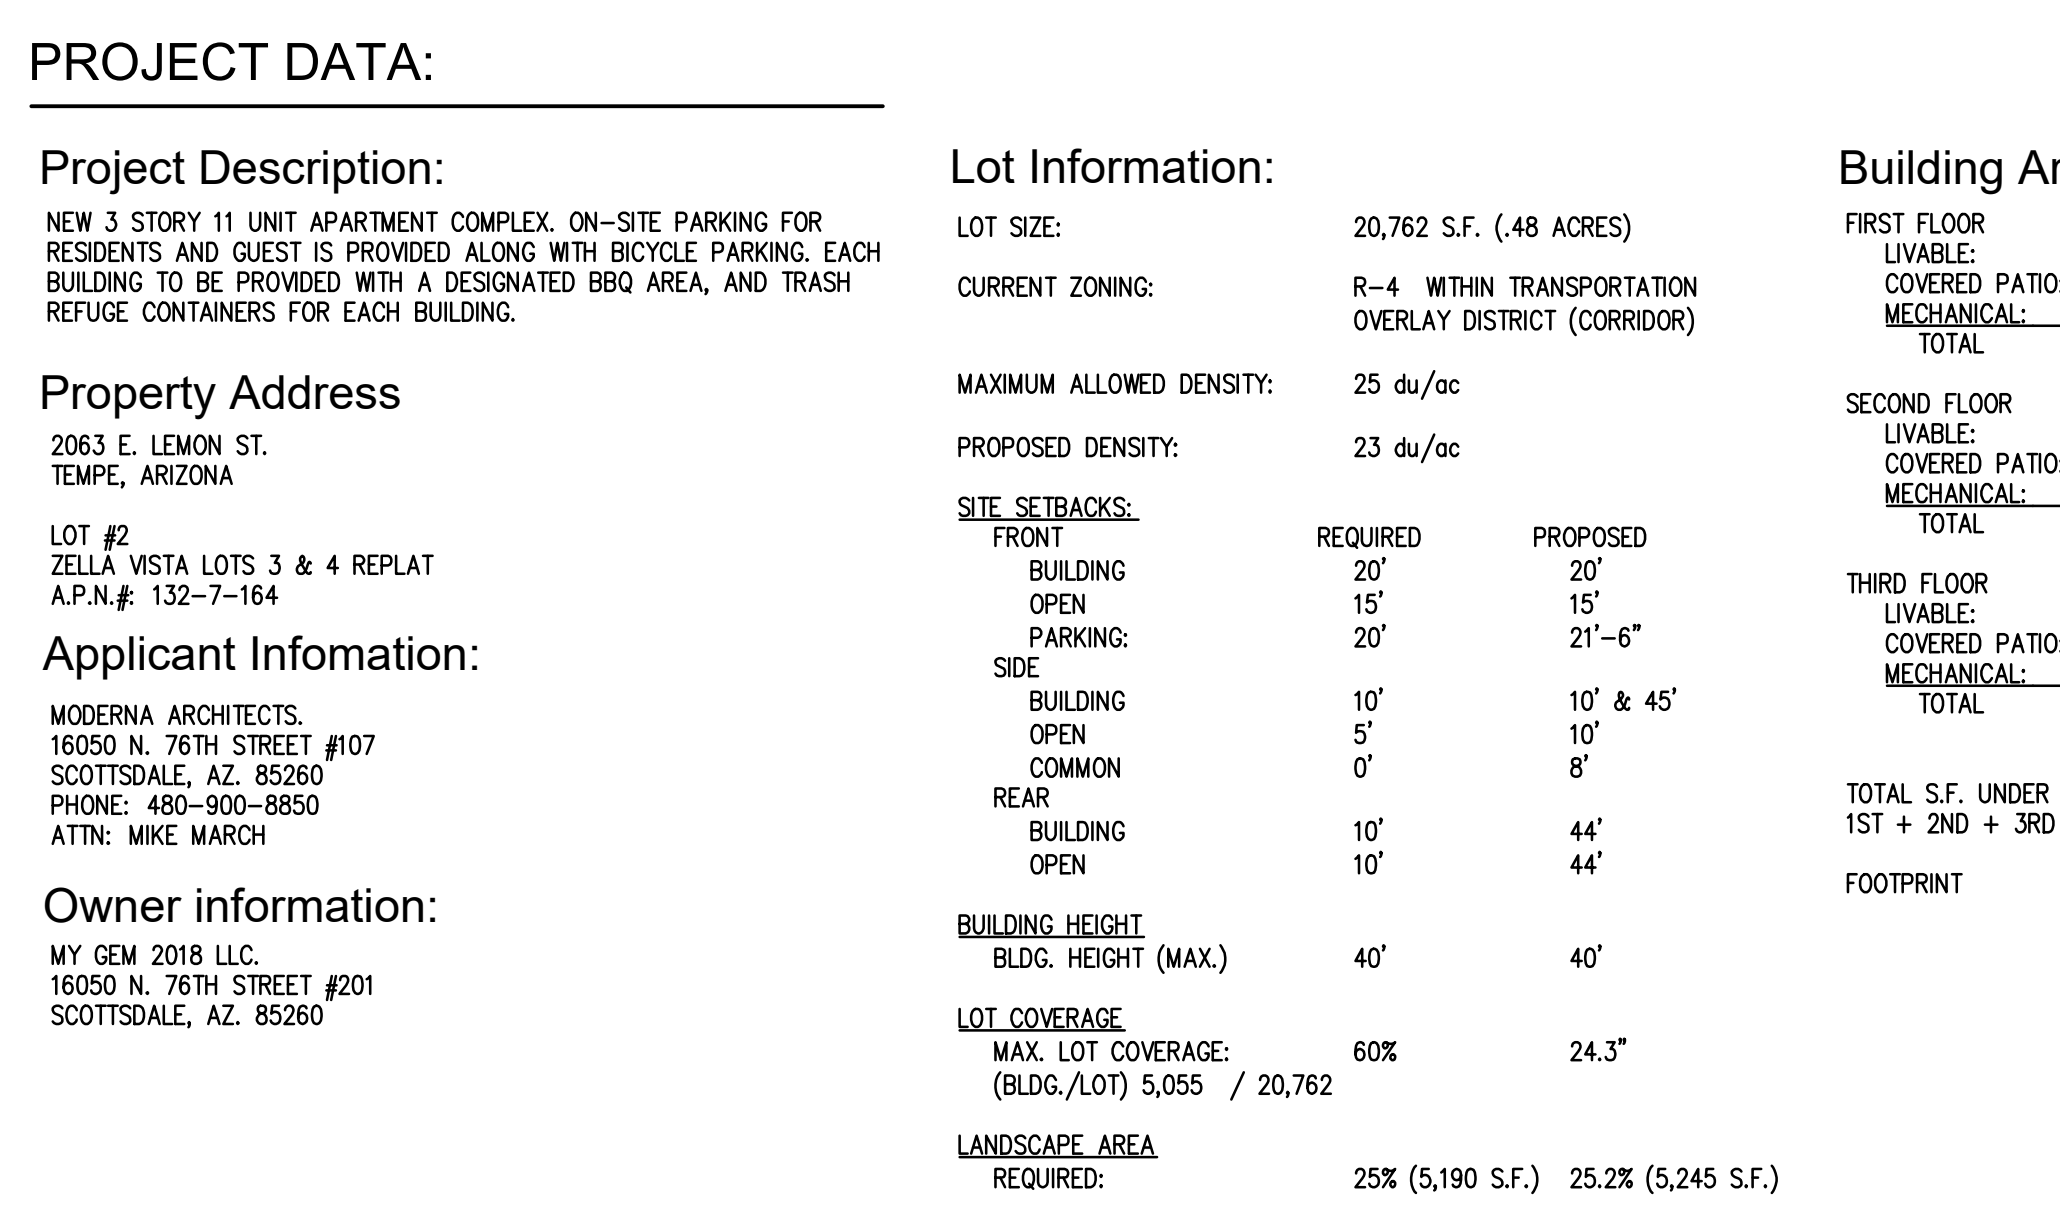 PROJECT DATA:
Project Description:
NEW 3 STORY 11 UNIT APARTMENT COMPLEX. ON-SITE PARKING FOR
RESIDENTS AND GUEST IS PROVIDED ALONG WITH BICYCLE PARKING. EACH
BUILDING TO BE PROVIDED WITH A DESIGNATED BBQ AREA, AND TRASH
REFUGE CONTAINERS FOR EACH BUILDING.
Property Address
2063 E. LEMON ST.
TEMPE, ARIZONA
LOT #2
ZELLA VISTA LOTS 3 & 4 REPLAT
A.P.N.#: 132-7-164
Applicant Infomation:
MODERNA ARCHITECTS.
16050 N. 76TH STREET #107
SCOTTSDALE, AZ. 85260
PHONE: 480-900-8850
ATTN: MIKE MARCH
Owner information:
MY GEM 2018 LLC.
16050 N. 76TH STREET #201
SCOTTSDALE, AZ. 85260
Lot Information:
LOT SIZE: 20,762 S.F. (.48 ACRES)
CURRENT ZONING: R-4 WITHIN TRANSPORTATION
OVERLAY DISTRICT (CORRIDOR)
MAXIMUM ALLOWED DENSITY: 25 du/ac
PROPOSED DENSITY: 23 du/ac
SITE SETBACKS:
FRONT REQUIRED PROPOSED
BUILDING 20' 20'
OPEN 15' 15'
PARKING: 20' 21'-6"
SIDE
BUILDING 10' 10' & 45'
OPEN 5' 10'
COMMON 0' 8'
REAR
BUILDING 10' 44'
OPEN 10' 44'
BUILDING HEIGHT
BLDG. HEIGHT (MAX.) 40' 40'
LOT COVERAGE
MAX. LOT COVERAGE: 60% 24.3"
(BLDG./LOT) 5,055 / 20,762
LANDSCAPE AREA
REQUIRED: 25% (5,190 S.F.) 25.2% (5,245 S.F.)
Building
FIRST FLOOR
LIVABLE:
COVERED PATIO:
MECHANICAL:
TOTAL
SECOND FLOOR
LIVABLE:
COVERED PATIO:
MECHANICAL:
TOTAL
THIRD FLOOR
LIVABLE:
COVERED PATIO:
MECHANICAL:
TOTAL
TOTAL S.F. UNDER
1ST + 2ND + 3RD
FOOTPRINT